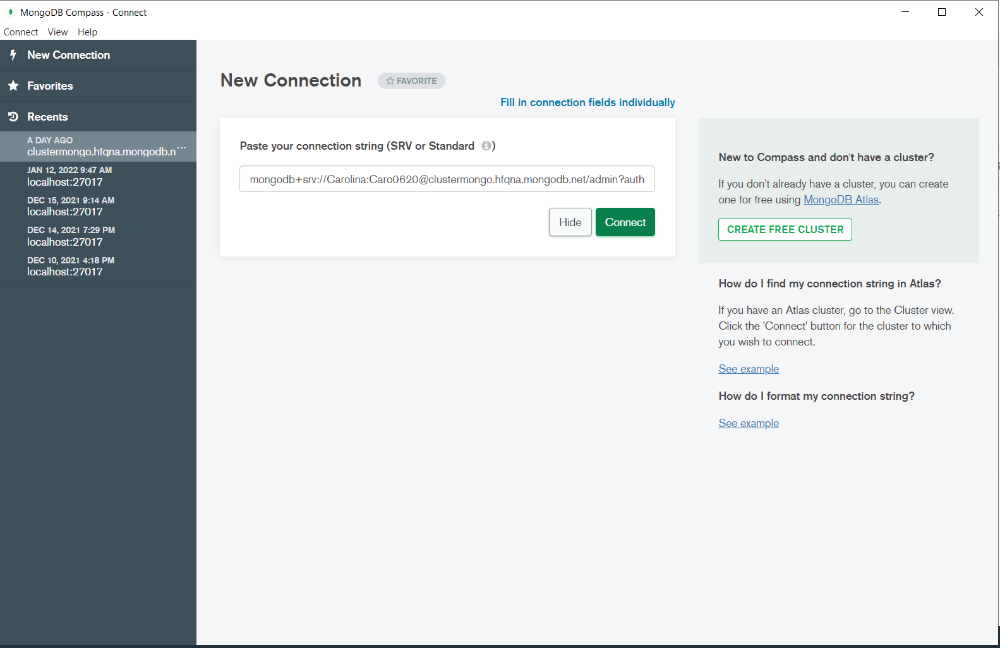 MongoDB Compass - Connect
Connect View Help
New Connection
Favorites
Recents
A DAY AGO
clustermongo.hfqna.mongodb.n ...
JAN 12, 2022 9:47 AM
localhost:27017
DEC 15, 2021 9:14 AM
localhost:27017
DEC 14, 2021 7:29 PM
localhost:27017
DEC 10, 2021 4:18 PM
localhost:27017
New Connection
FAVORITE
Fill in connection fields individually
Paste your connection string (SRV or Standard )
mongodb+srv://Carolina:Caro0620@clustermongo.hfqna.mongodb.net/admin?auth
Hide
Connect
New to Compass and don't have a cluster?
If you don't already have a cluster, you can create
one for free using MongoDB Atlas.
CREATE FREE CLUSTER
How do I find my connection string in Atlas?
If you have an Atlas cluster, go to the Cluster view.
Click the 'Connect' button for the cluster to which
you wish to connect.
See example
How do I format my connection string?
See example